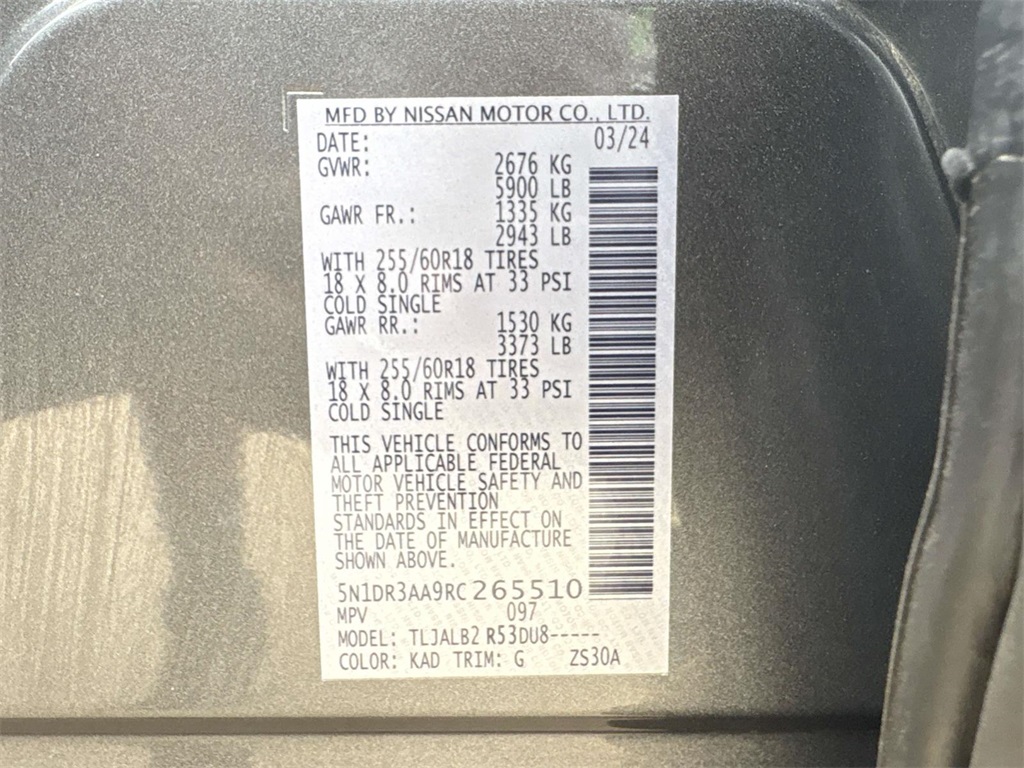 MFD BY NISSAN MOTOR CO., LTD.
DATE: 03/24
GVWR: 2676 KG
5900 LB
GAWR FR.: 1335 KG
2943 LB
WITH 255/60R18 TIRES
18 X 8.0 RIMS AT 33 PSI
COLD SINGLE
GAWR RR.: 1530 KG
3373 LB
WITH 255/60R18 TIRES
18 X 8.0 RIMS AT 33 PSI
COLD SINGLE
THIS VEHICLE CONFORMS TO
ALL APPLICABLE FEDERAL
MOTOR VEHICLE SAFETY AND
THEFT PREVENTION
STANDARDS IN EFFECT ON
THE DATE OF MANUFACTURE
SHOWN ABOVE.
5N1DR3AA9RC265510
MPV 097
MODEL: TLJALB2 R53DU8-----
COLOR: KAD TRIM: G ZS30A